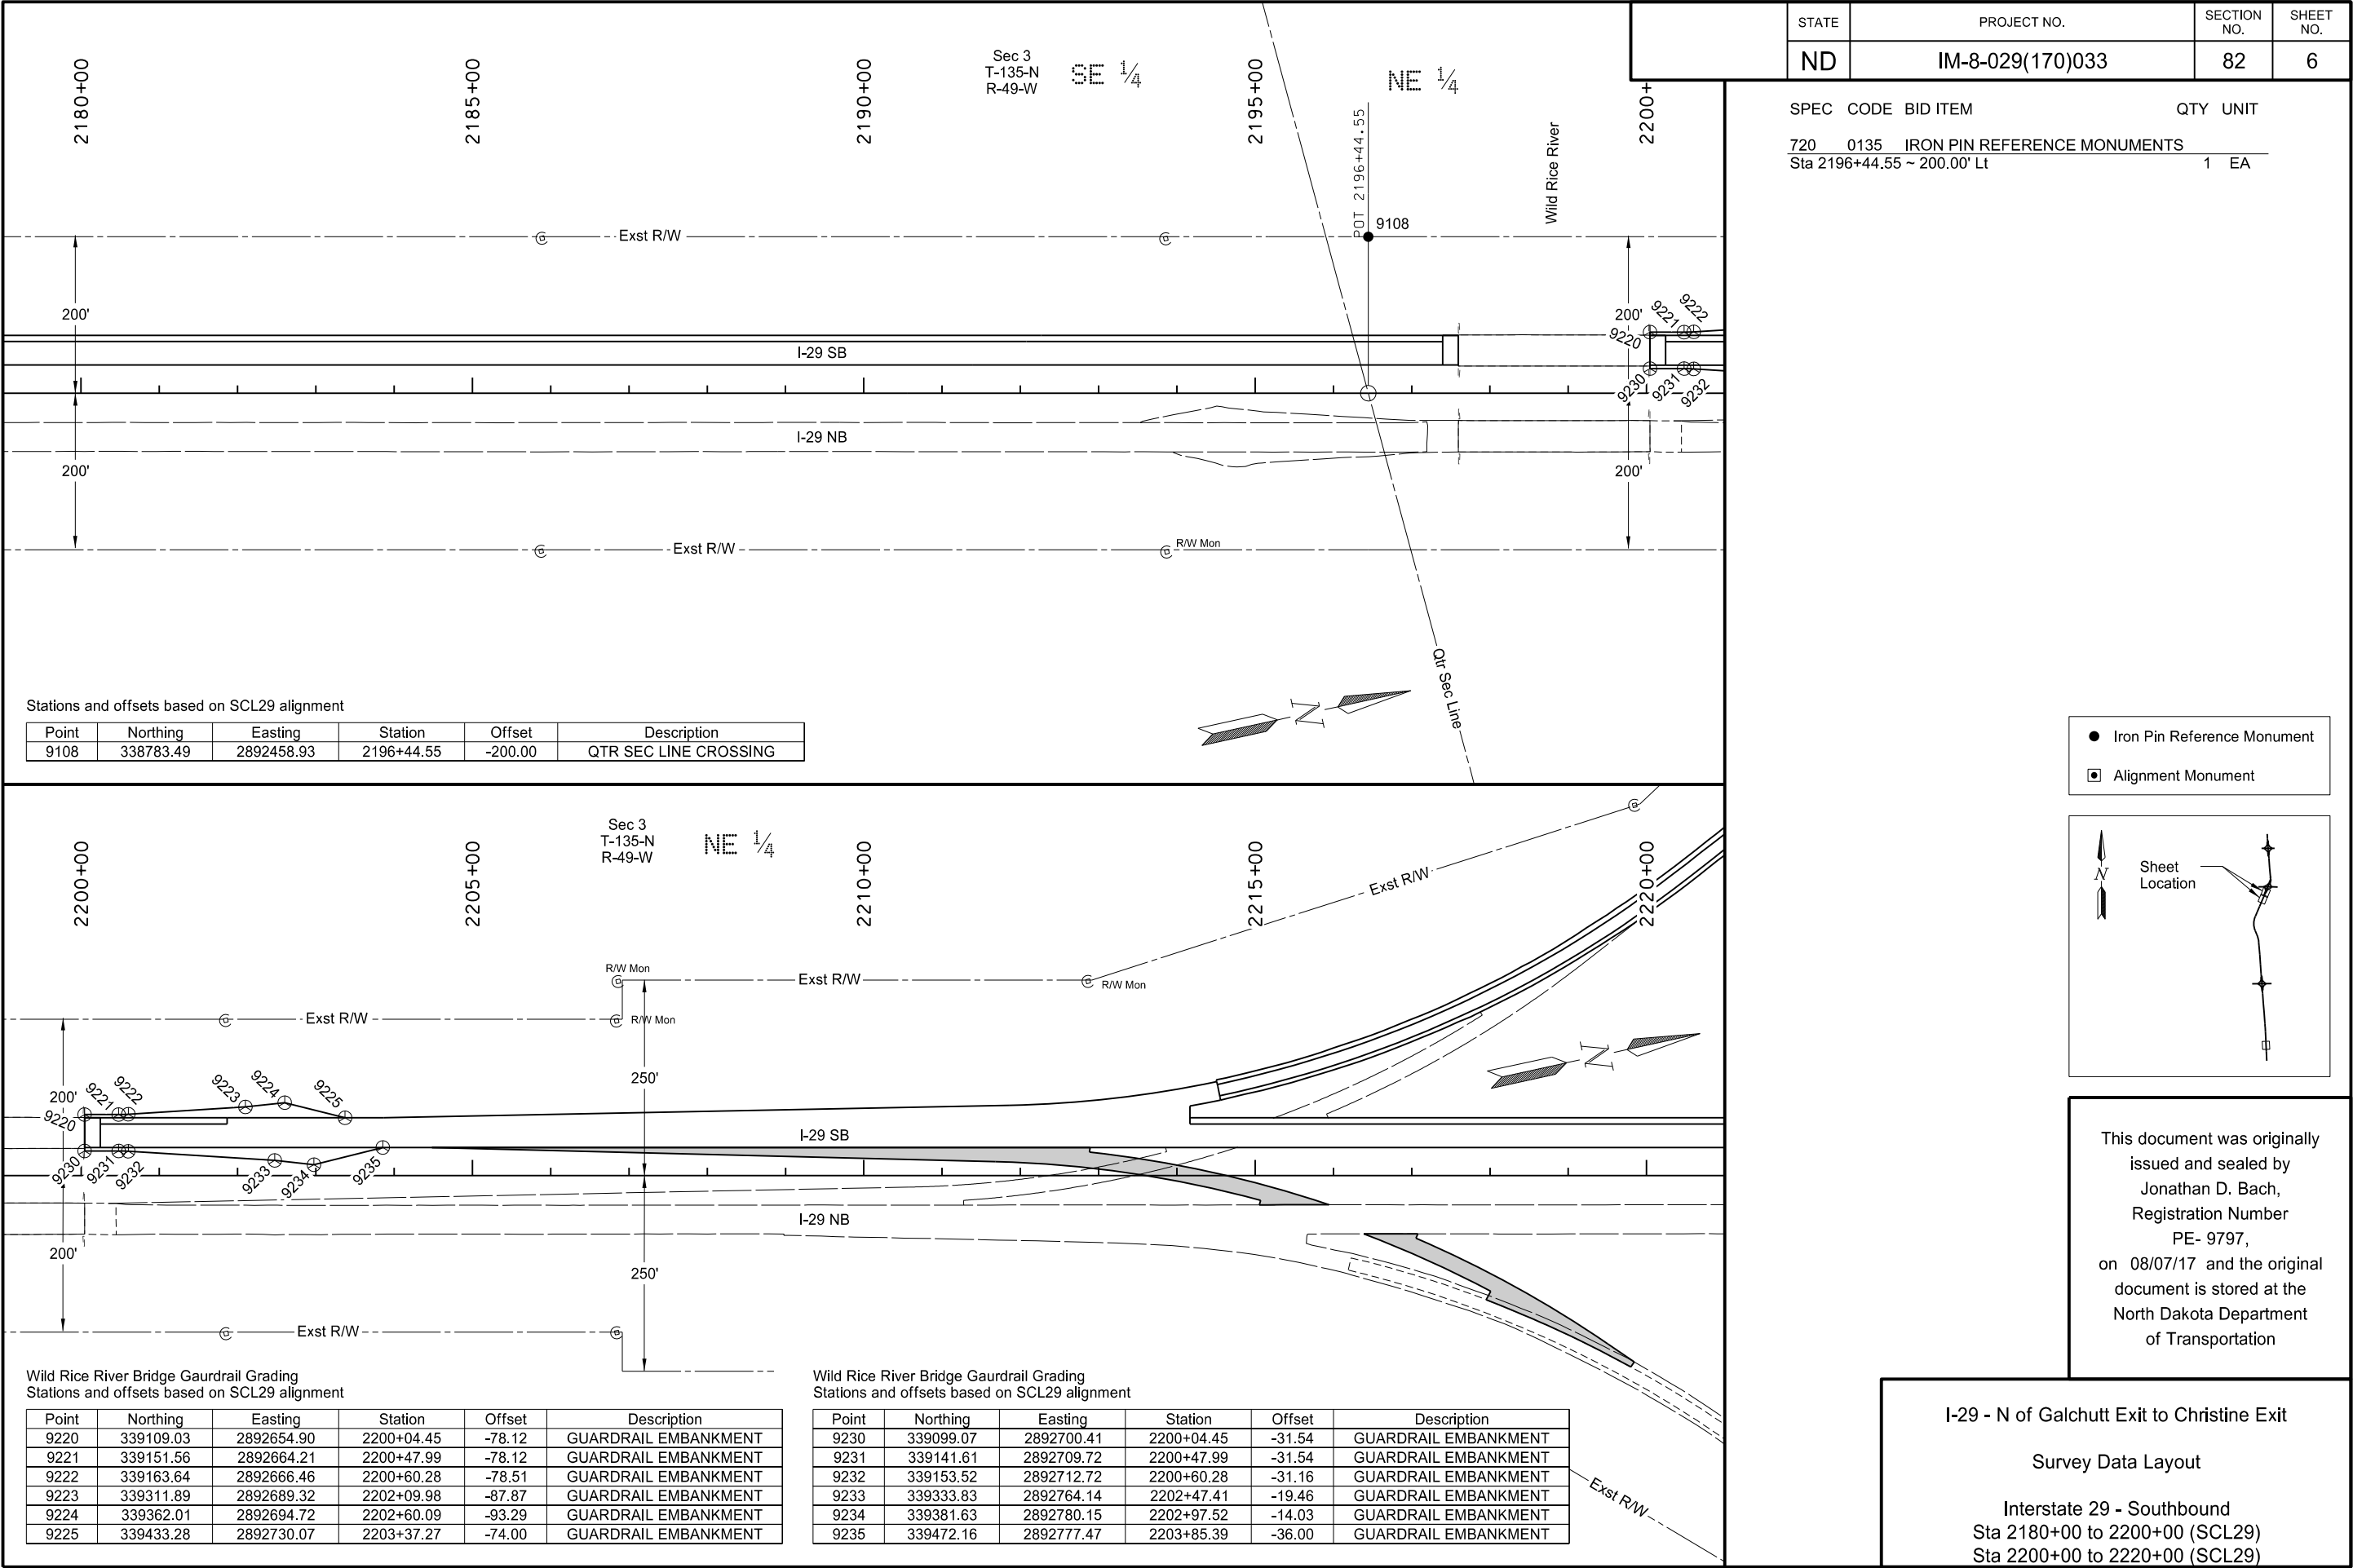 STATE PROJECT NO. SECTION NO. SHEET NO.
ND IM-8-029(170)033 82 6
SPEC CODE BID ITEM QTY UNIT
720 0135 IRON PIN REFERENCE MONUMENTS
Sta 2196+44.55 ~ 200.00' Lt 1 EA
2180+00
2185+00
2190+00
2195+00
2200+
Sec 3
T-135-N
R-49-W
SE 1/4
NE 1/4
POT 2196+44.55
Wild Rice River
9108
Exst R/W
200'
200'
9221
9222
9220
I-29 SB
9230
9231
9232
I-29 NB
200'
200'
Exst R/W
R/W Mon
Qtr Sec Line
N
Stations and offsets based on SCL29 alignment
Point Northing Easting Station Offset Description
9108 338783.49 2892458.93 2196+44.55 -200.00 QTR SEC LINE CROSSING
Iron Pin Reference Monument
Alignment Monument
N
Sheet
Location
2200+00
2205+00
2210+00
2215+00
2220+00
Sec 3
T-135-N
R-49-W
NE 1/4
Exst R/W
R/W Mon
Exst R/W
R/W Mon
Exst R/W
R/W Mon
N
200'
250'
9220
9221
9222
9223
9224
9225
I-29 SB
9230
9231
9232
9233
9234
9235
I-29 NB
200'
250'
Exst R/W
Exst R/W
Wild Rice River Bridge Gaurdrail Grading
Stations and offsets based on SCL29 alignment
Point Northing Easting Station Offset Description
9220 339109.03 2892654.90 2200+04.45 -78.12 GUARDRAIL EMBANKMENT
9221 339151.56 2892664.21 2200+47.99 -78.12 GUARDRAIL EMBANKMENT
9222 339163.64 2892666.46 2200+60.28 -78.51 GUARDRAIL EMBANKMENT
9223 339311.89 2892689.32 2202+09.98 -87.87 GUARDRAIL EMBANKMENT
9224 339362.01 2892694.72 2202+60.09 -93.29 GUARDRAIL EMBANKMENT
9225 339433.28 2892730.07 2203+37.27 -74.00 GUARDRAIL EMBANKMENT
Wild Rice River Bridge Gaurdrail Grading
Stations and offsets based on SCL29 alignment
Point Northing Easting Station Offset Description
9230 339099.07 2892700.41 2200+04.45 -31.54 GUARDRAIL EMBANKMENT
9231 339141.61 2892709.72 2200+47.99 -31.54 GUARDRAIL EMBANKMENT
9232 339153.52 2892712.72 2200+60.28 -31.16 GUARDRAIL EMBANKMENT
9233 339333.83 2892764.14 2202+47.41 -19.46 GUARDRAIL EMBANKMENT
9234 339381.63 2892780.15 2202+97.52 -14.03 GUARDRAIL EMBANKMENT
9235 339472.16 2892777.47 2203+85.39 -36.00 GUARDRAIL EMBANKMENT
This document was originally
issued and sealed by
Jonathan D. Bach,
Registration Number
PE- 9797,
on 08/07/17 and the original
document is stored at the
North Dakota Department
of Transportation
I-29 - N of Galchutt Exit to Christine Exit
Survey Data Layout
Interstate 29 - Southbound
Sta 2180+00 to 2200+00 (SCL29)
Sta 2200+00 to 2220+00 (SCL29)